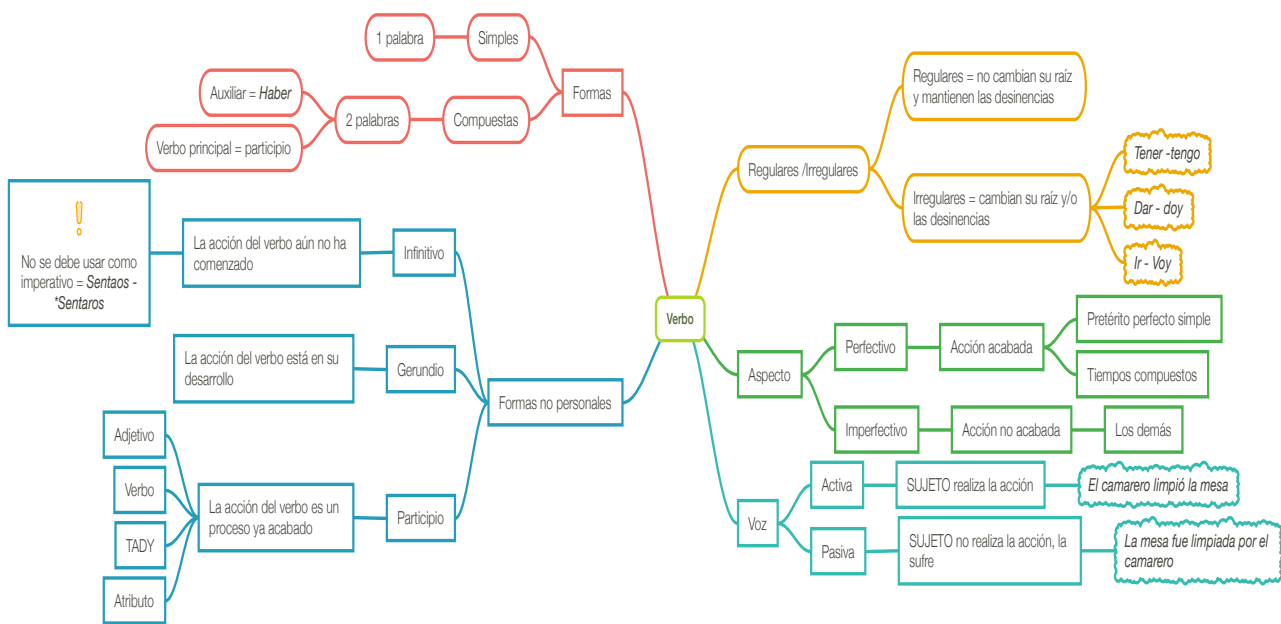 1 palabra
Simples
Auxiliar = Haber
Verbo principal = participio
2 palabras
Compuestas
Formas
No se debe usar como
imperativo = Sentaos -
*Sentaros
La acción del verbo aún no ha
comenzado
Infinitivo
La acción del verbo está en su
desarrollo
Gerundio
Formas no personales
Adjetivo
Verbo
TADY
Atributo
La acción del verbo es un
proceso ya acabado
Participio
Verbo
Regulares /Irregulares
Regulares = no cambian su raíz
y mantienen las desinencias
Irregulares = cambian su raíz y/o
las desinencias
Tener -tengo
Dar - doy
Ir - Voy
Aspecto
Perfectivo
Acción acabada
Pretérito perfecto simple
Tiempos compuestos
Imperfectivo
Acción no acabada
Los demás
Voz
Activa
SUJETO realiza la acción
El camarero limpió la mesa
Pasiva
SUJETO no realiza la acción, la
sufre
La mesa fue limpiada por el
camarero